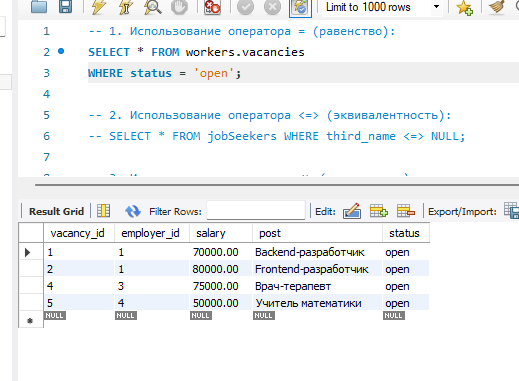 Limit to 1000 rows
1 -- 1. Использование оператора = (равенство):
2 SELECT * FROM workers.vacancies
3 WHERE status = 'open';
4
5 -- 2. Использование оператора <=> (эквивалентность):
6 -- SELECT * FROM jobSeekers WHERE third_name <=> NULL;
7
Result Grid Filter Rows: Edit: Export/Import:
vacancy_id employer_id salary post status
1 1 70000.00 Backend-разработчик open
2 1 80000.00 Frontend-разработчик open
4 3 75000.00 Врач-терапевт open
5 4 50000.00 Учитель математики open
NULL NULL NULL NULL NULL